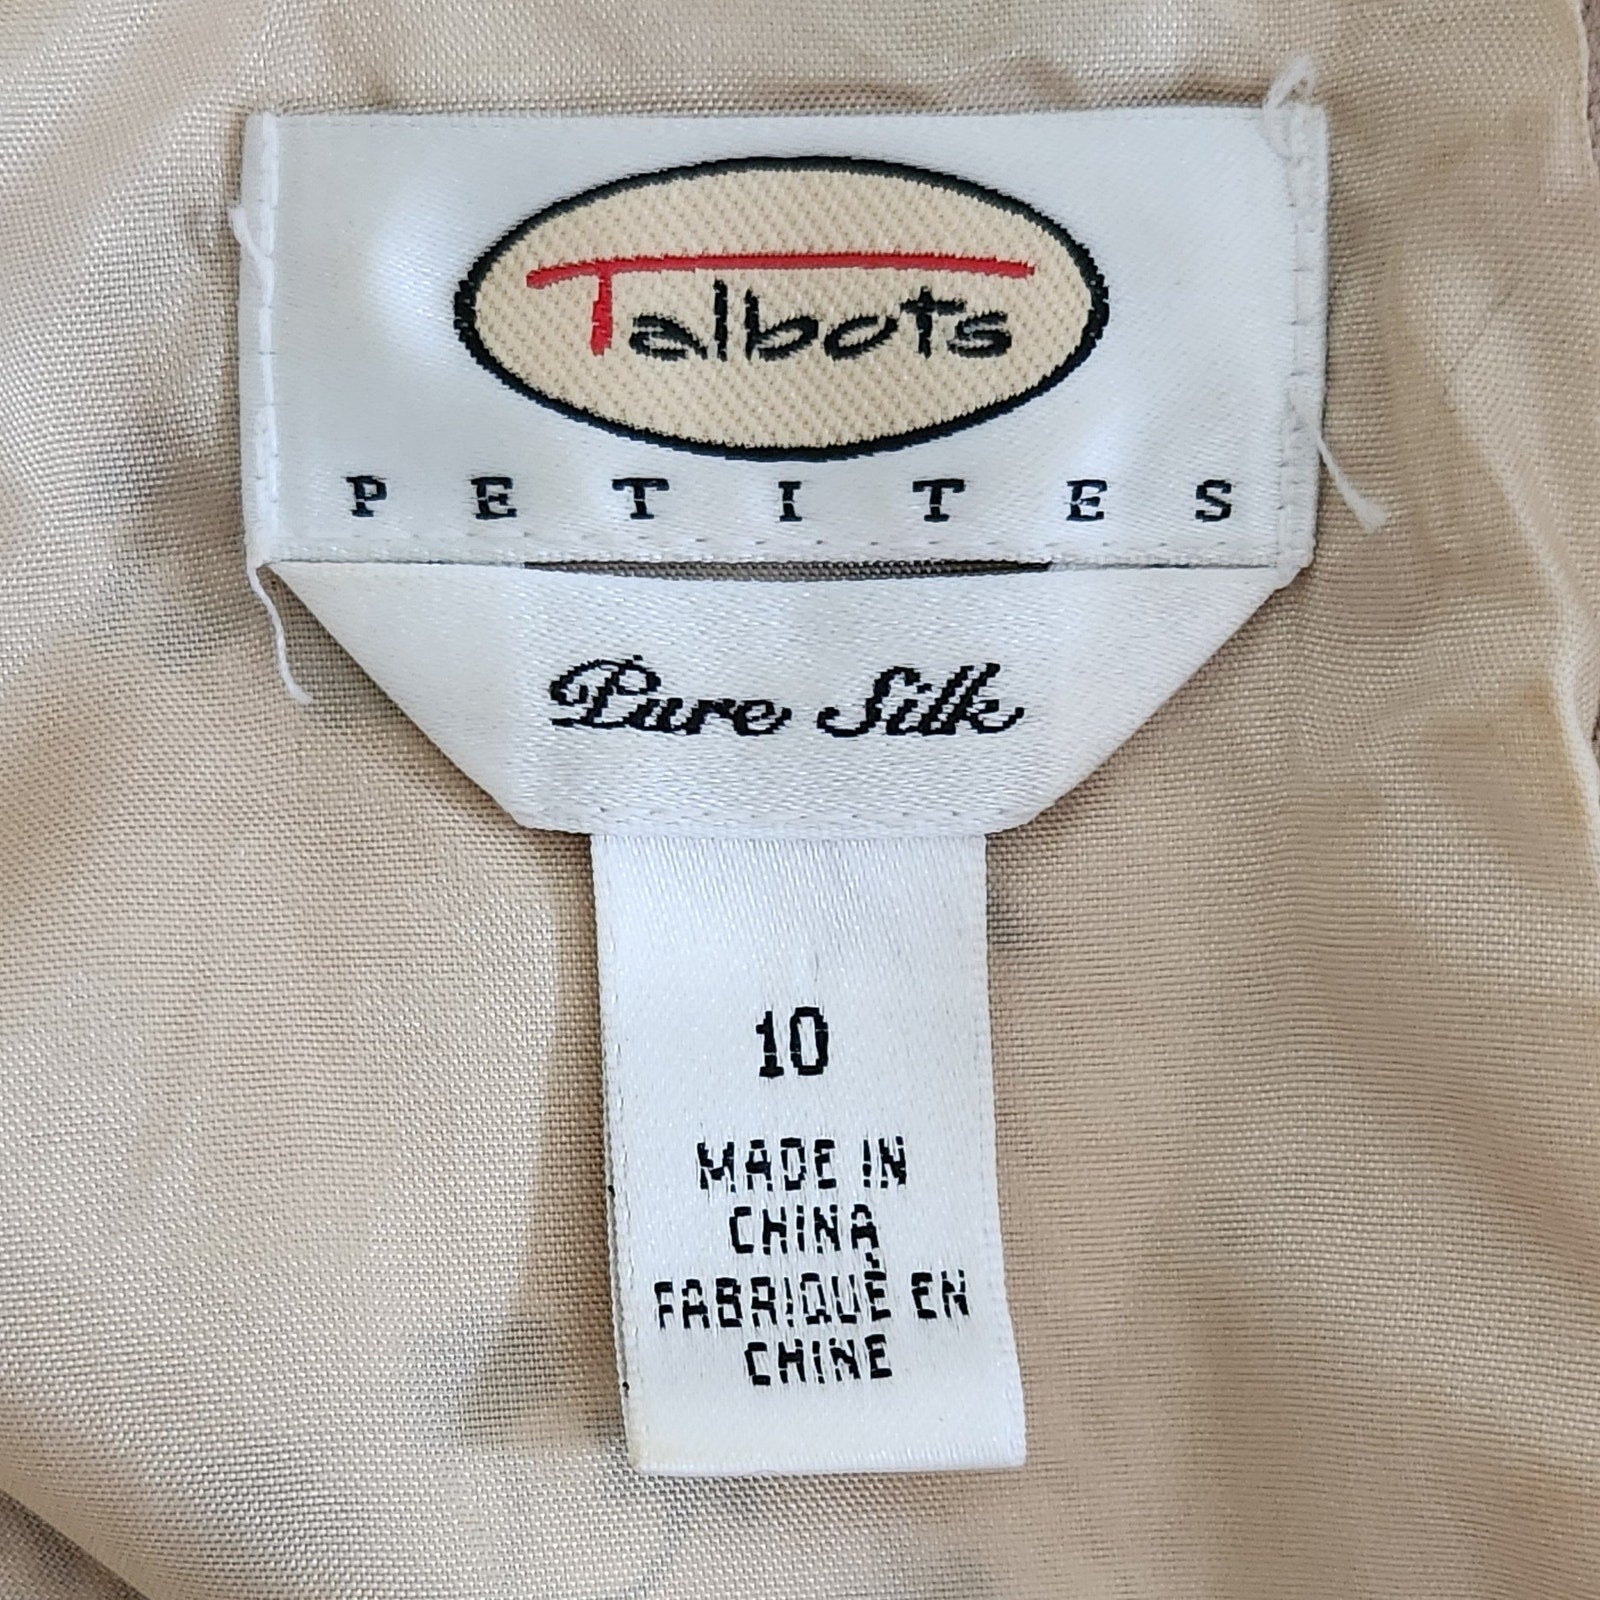 Talbots
PETITES
Pure Silk
10
MADE IN
CHINA
FABRIQUÉ EN
CHINE